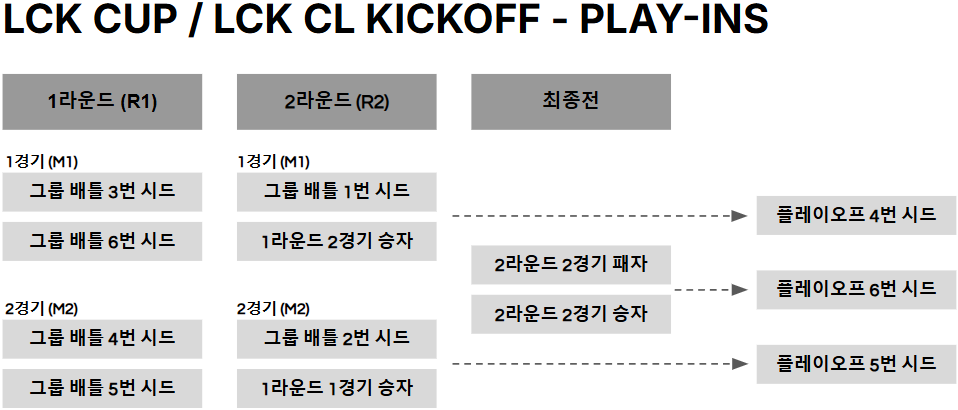 LCK CUP / LCK CL KICKOFF - PLAY-INS
1라운드 (R1)
2라운드 (R2)
최종전
1경기 (M1)
그룹 배틀 3번 시드
그룹 배틀 6번 시드
2경기 (M2)
그룹 배틀 4번 시드
그룹 배틀 5번 시드
1경기 (M1)
그룹 배틀 1번 시드
1라운드 2경기 승자
2경기 (M2)
그룹 배틀 2번 시드
1라운드 1경기 승자
2라운드 2경기 패자
2라운드 2경기 승자
플레이오프 4번 시드
플레이오프 6번 시드
플레이오프 5번 시드